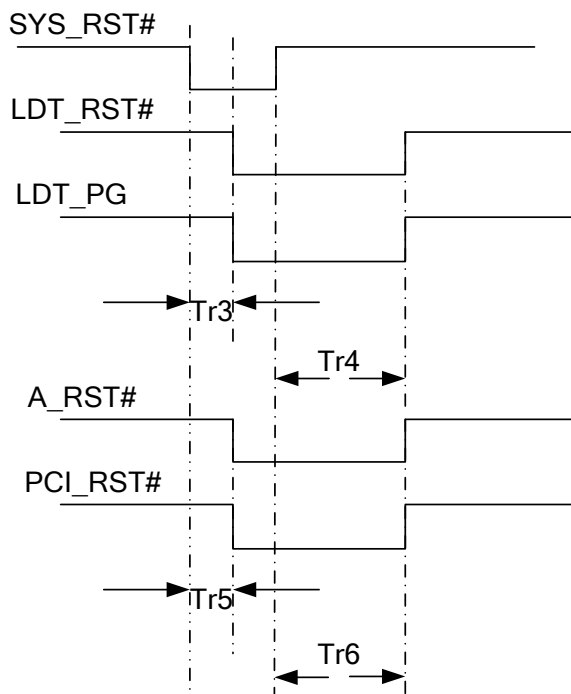 SYS_RST#
LDT_RST#
LDT_PG
Tr3
Tr4
A_RST#
PCI_RST#
Tr5
Tr6